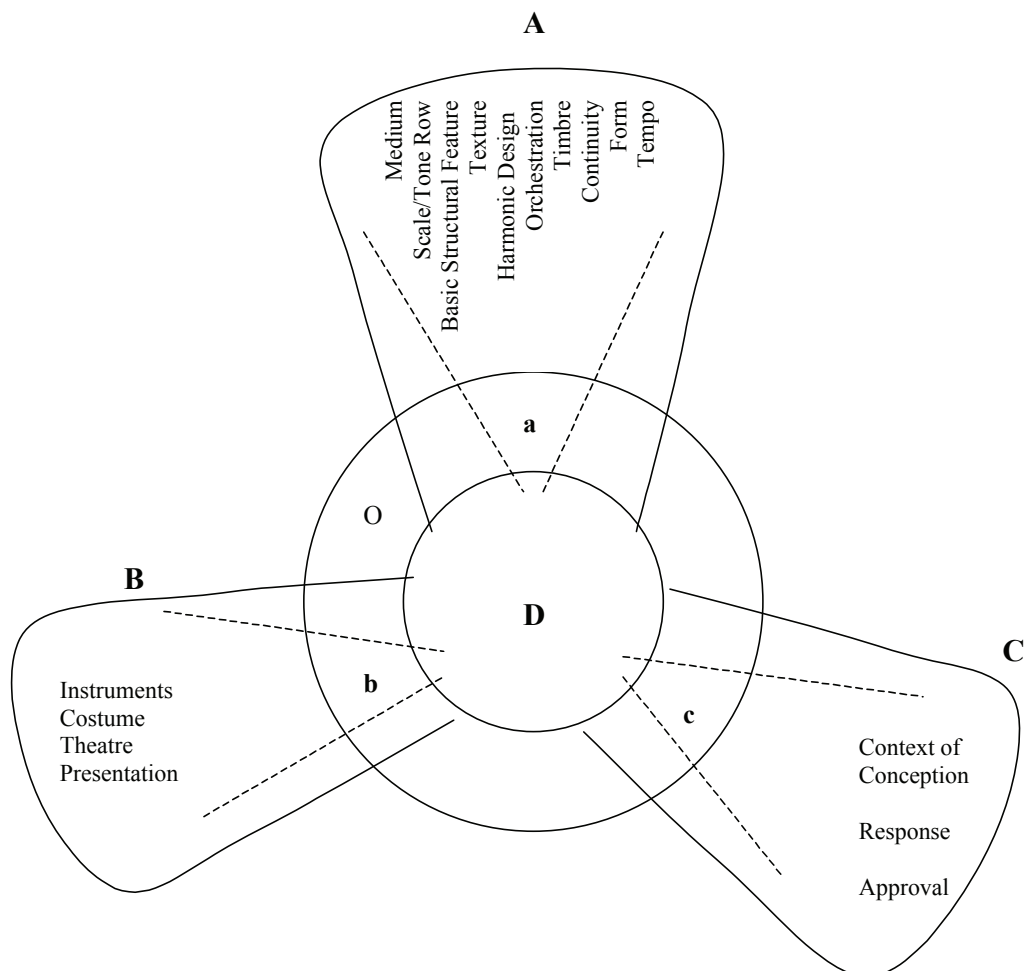 A
Medium
Scale/Tone Row
Basic Structural Feature
Texture
Harmonic Design
Orchestration
Timbre
Continuity
Form
Tempo
a
O
B
D
b
Instruments
Costume
Theatre
Presentation
C
c
Context of
Conception
Response
Approval